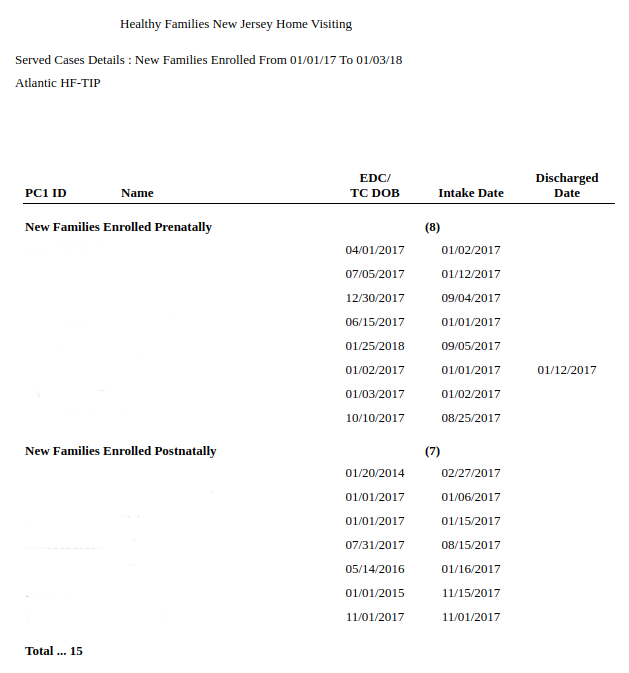 Healthy Families New Jersey Home Visiting
Served Cases Details : New Families Enrolled From 01/01/17 To 01/03/18
Atlantic HF-TIP
EDC/ Discharged
PC1 ID Name TC DOB Intake Date Date
New Families Enrolled Prenatally (8)
04/01/2017 01/02/2017
07/05/2017 01/12/2017
12/30/2017 09/04/2017
06/15/2017 01/01/2017
01/25/2018 09/05/2017
01/02/2017 01/01/2017 01/12/2017
01/03/2017 01/02/2017
10/10/2017 08/25/2017
New Families Enrolled Postnatally (7)
01/20/2014 02/27/2017
01/01/2017 01/06/2017
01/01/2017 01/15/2017
07/31/2017 08/15/2017
05/14/2016 01/16/2017
01/01/2015 11/15/2017
11/01/2017 11/01/2017
Total ... 15